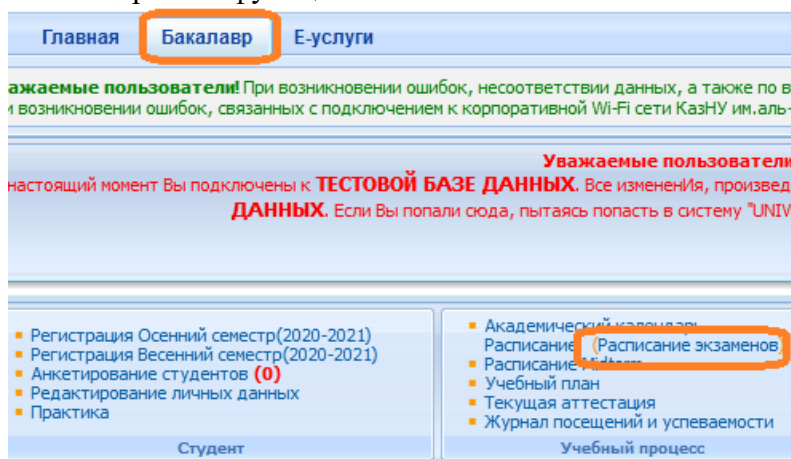 Главная Бакалавр Е-услуги
ажаемые пользователи! При возникновении ошибок, несоответствии данных, а также по в
и возникновении ошибок, связанных с подключением к корпоративной Wi-Fi сети КазНУ им.аль-
Уважаемые пользователи
настоящий момент Вы подключены к ТЕСТОВОЙ БАЗЕ ДАННЫХ. Все измененИя, произвед
ДАННЫХ. Если Вы попали сюда, пытаясь попасть в систему "UNIV
Регистрация Осенний семестр(2020-2021)
Регистрация Весенний семестр(2020-2021)
Анкетирование студентов (0)
Редактирование личных данных
Практика
Студент
Академический календарь
Расписание (Расписание экзаменов)
Расписание Midterm
Учебный план
Текущая аттестация
Журнал посещений и успеваемости
Учебный процесс